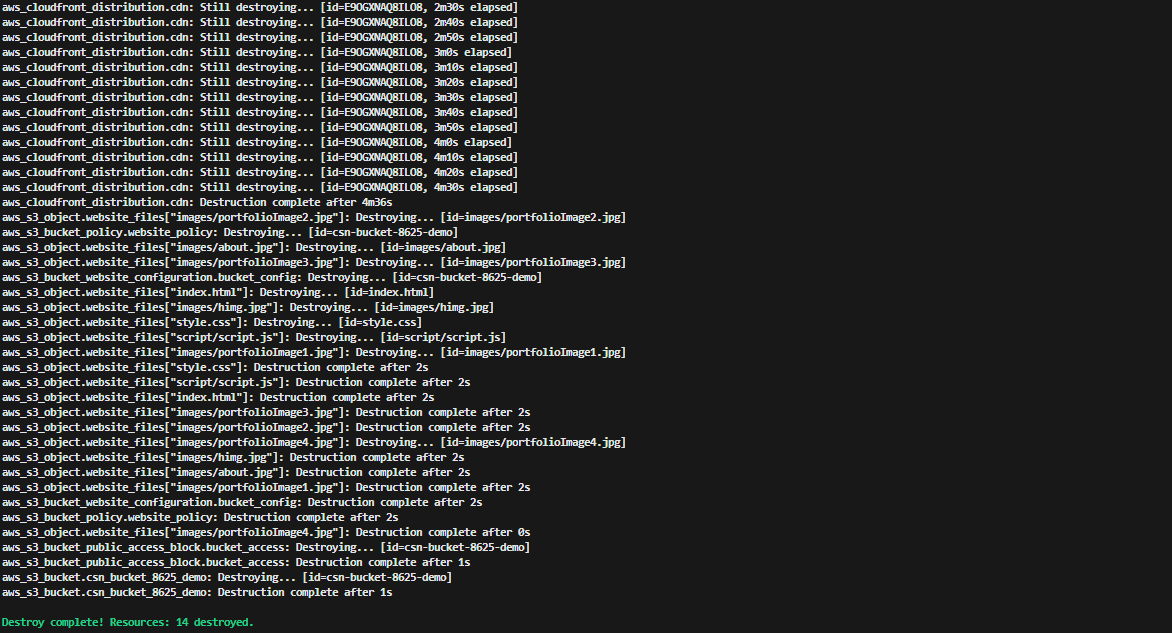 aws_cloudfront_distribution.cdn: Still destroying... [id=E9OGXNAQ8ILO8, 2m30s elapsed]
aws_cloudfront_distribution.cdn: Still destroying... [id=E9OGXNAQ8ILO8, 2m40s elapsed]
aws_cloudfront_distribution.cdn: Still destroying... [id=E9OGXNAQ8ILO8, 2m50s elapsed]
aws_cloudfront_distribution.cdn: Still destroying... [id=E9OGXNAQ8ILO8, 3m0s elapsed]
aws_cloudfront_distribution.cdn: Still destroying... [id=E9OGXNAQ8ILO8, 3m10s elapsed]
aws_cloudfront_distribution.cdn: Still destroying... [id=E9OGXNAQ8ILO8, 3m20s elapsed]
aws_cloudfront_distribution.cdn: Still destroying... [id=E9OGXNAQ8ILO8, 3m30s elapsed]
aws_cloudfront_distribution.cdn: Still destroying... [id=E9OGXNAQ8ILO8, 3m40s elapsed]
aws_cloudfront_distribution.cdn: Still destroying... [id=E9OGXNAQ8ILO8, 3m50s elapsed]
aws_cloudfront_distribution.cdn: Still destroying... [id=E9OGXNAQ8ILO8, 4m0s elapsed]
aws_cloudfront_distribution.cdn: Still destroying... [id=E9OGXNAQ8ILO8, 4m10s elapsed]
aws_cloudfront_distribution.cdn: Still destroying... [id=E9OGXNAQ8ILO8, 4m20s elapsed]
aws_cloudfront_distribution.cdn: Still destroying... [id=E9OGXNAQ8ILO8, 4m30s elapsed]
aws_cloudfront_distribution.cdn: Destruction complete after 4m36s
aws_s3_object.website_files["images/portfolioImage2.jpg"]: Destroying... [id=images/portfolioImage2.jpg]
aws_s3_bucket_policy.website_policy: Destroying... [id=csn-bucket-8625-demo]
aws_s3_object.website_files["images/about.jpg"]: Destroying... [id=images/about.jpg]
aws_s3_object.website_files["images/portfolioImage3.jpg"]: Destroying... [id=images/portfolioImage3.jpg]
aws_s3_bucket_website_configuration.bucket_config: Destroying... [id=csn-bucket-8625-demo]
aws_s3_object.website_files["index.html"]: Destroying... [id=index.html]
aws_s3_object.website_files["images/himg.jpg"]: Destroying... [id=images/himg.jpg]
aws_s3_object.website_files["style.css"]: Destroying... [id=style.css]
aws_s3_object.website_files["script/script.js"]: Destroying... [id=script/script.js]
aws_s3_object.website_files["images/portfolioImage1.jpg"]: Destroying... [id=images/portfolioImage1.jpg]
aws_s3_object.website_files["style.css"]: Destruction complete after 2s
aws_s3_object.website_files["script/script.js"]: Destruction complete after 2s
aws_s3_object.website_files["index.html"]: Destruction complete after 2s
aws_s3_object.website_files["images/portfolioImage3.jpg"]: Destruction complete after 2s
aws_s3_object.website_files["images/portfolioImage2.jpg"]: Destruction complete after 2s
aws_s3_object.website_files["images/portfolioImage4.jpg"]: Destroying... [id=images/portfolioImage4.jpg]
aws_s3_object.website_files["images/himg.jpg"]: Destruction complete after 2s
aws_s3_object.website_files["images/about.jpg"]: Destruction complete after 2s
aws_s3_object.website_files["images/portfolioImage1.jpg"]: Destruction complete after 2s
aws_s3_bucket_website_configuration.bucket_config: Destruction complete after 2s
aws_s3_bucket_policy.website_policy: Destruction complete after 2s
aws_s3_object.website_files["images/portfolioImage4.jpg"]: Destruction complete after 0s
aws_s3_bucket_public_access_block.bucket_access: Destroying... [id=csn-bucket-8625-demo]
aws_s3_bucket_public_access_block.bucket_access: Destruction complete after 1s
aws_s3_bucket.csn_bucket_8625_demo: Destroying... [id=csn-bucket-8625-demo]
aws_s3_bucket.csn_bucket_8625_demo: Destruction complete after 1s
Destroy complete! Resources: 14 destroyed.